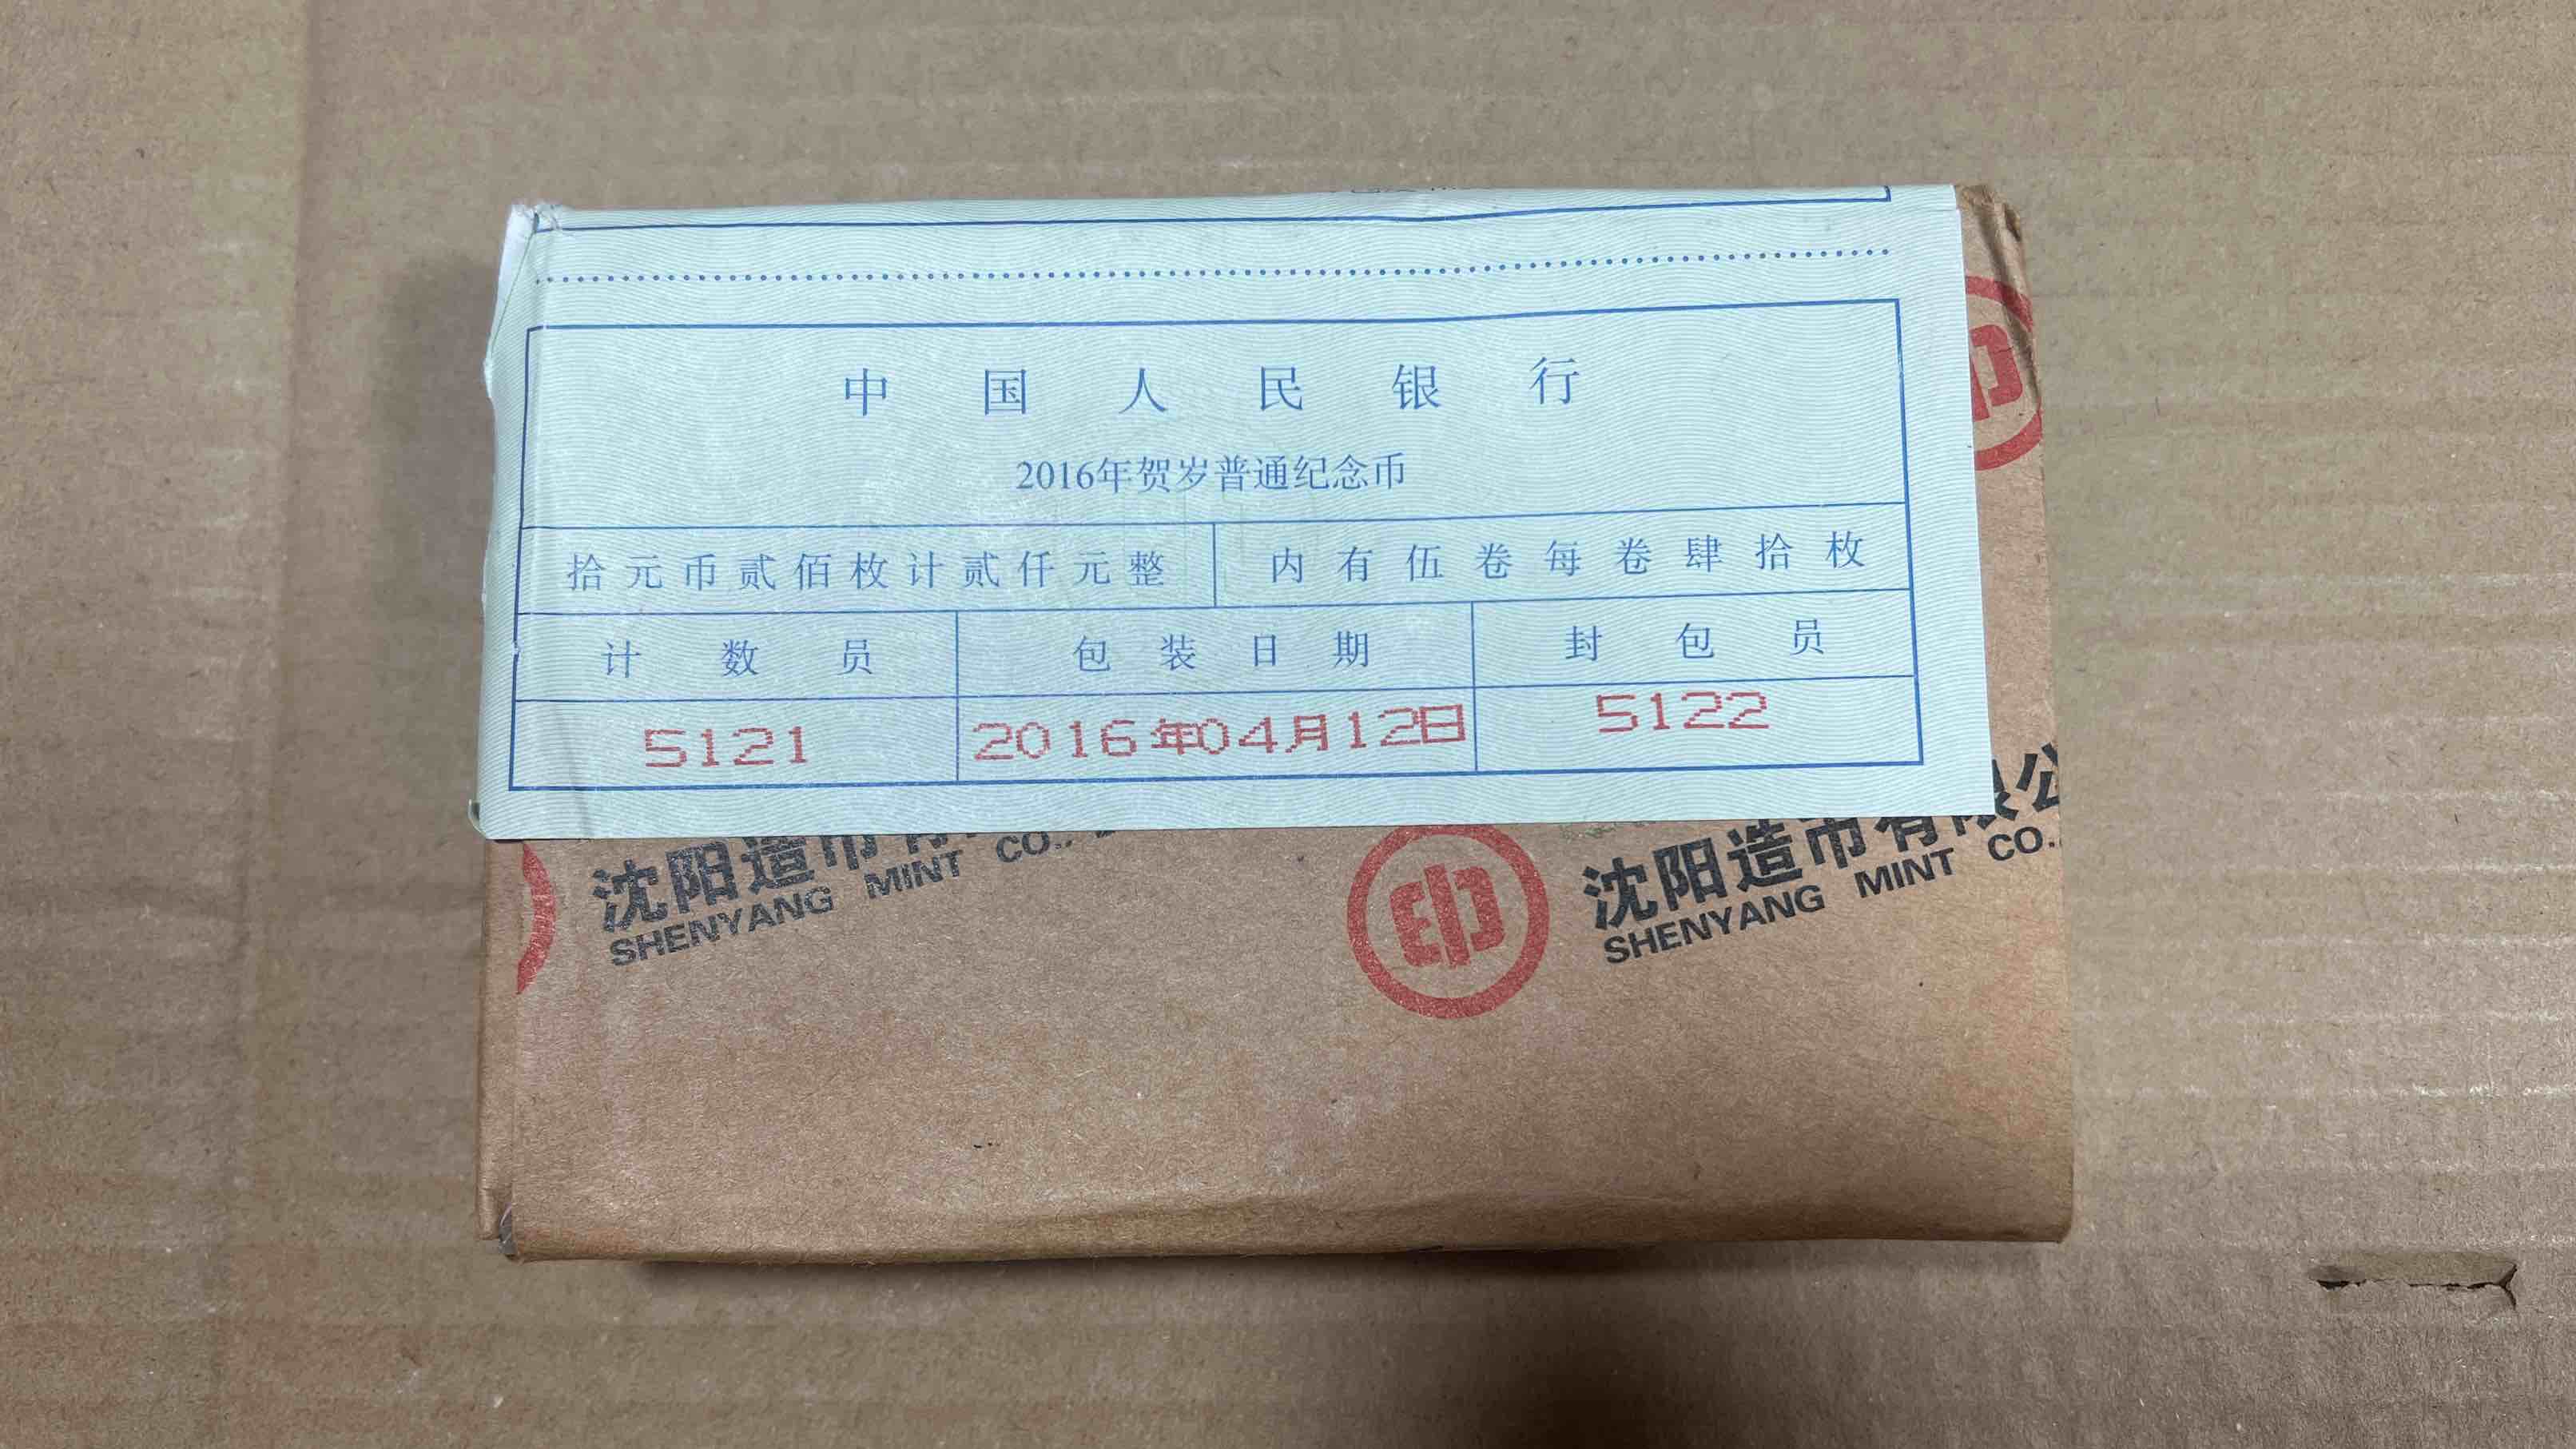 中国人民银行
2016年贺岁普通纪念币
拾元币贰佰枚计贰仟元整 内有伍卷每卷肆拾枚
计数员 包装日期 封包员
5121 2016年04月12日 5122
沈阳造币有
SHENYANG MINT CO.,
印
沈阳造币有限公
SHENYANG MINT CO.,